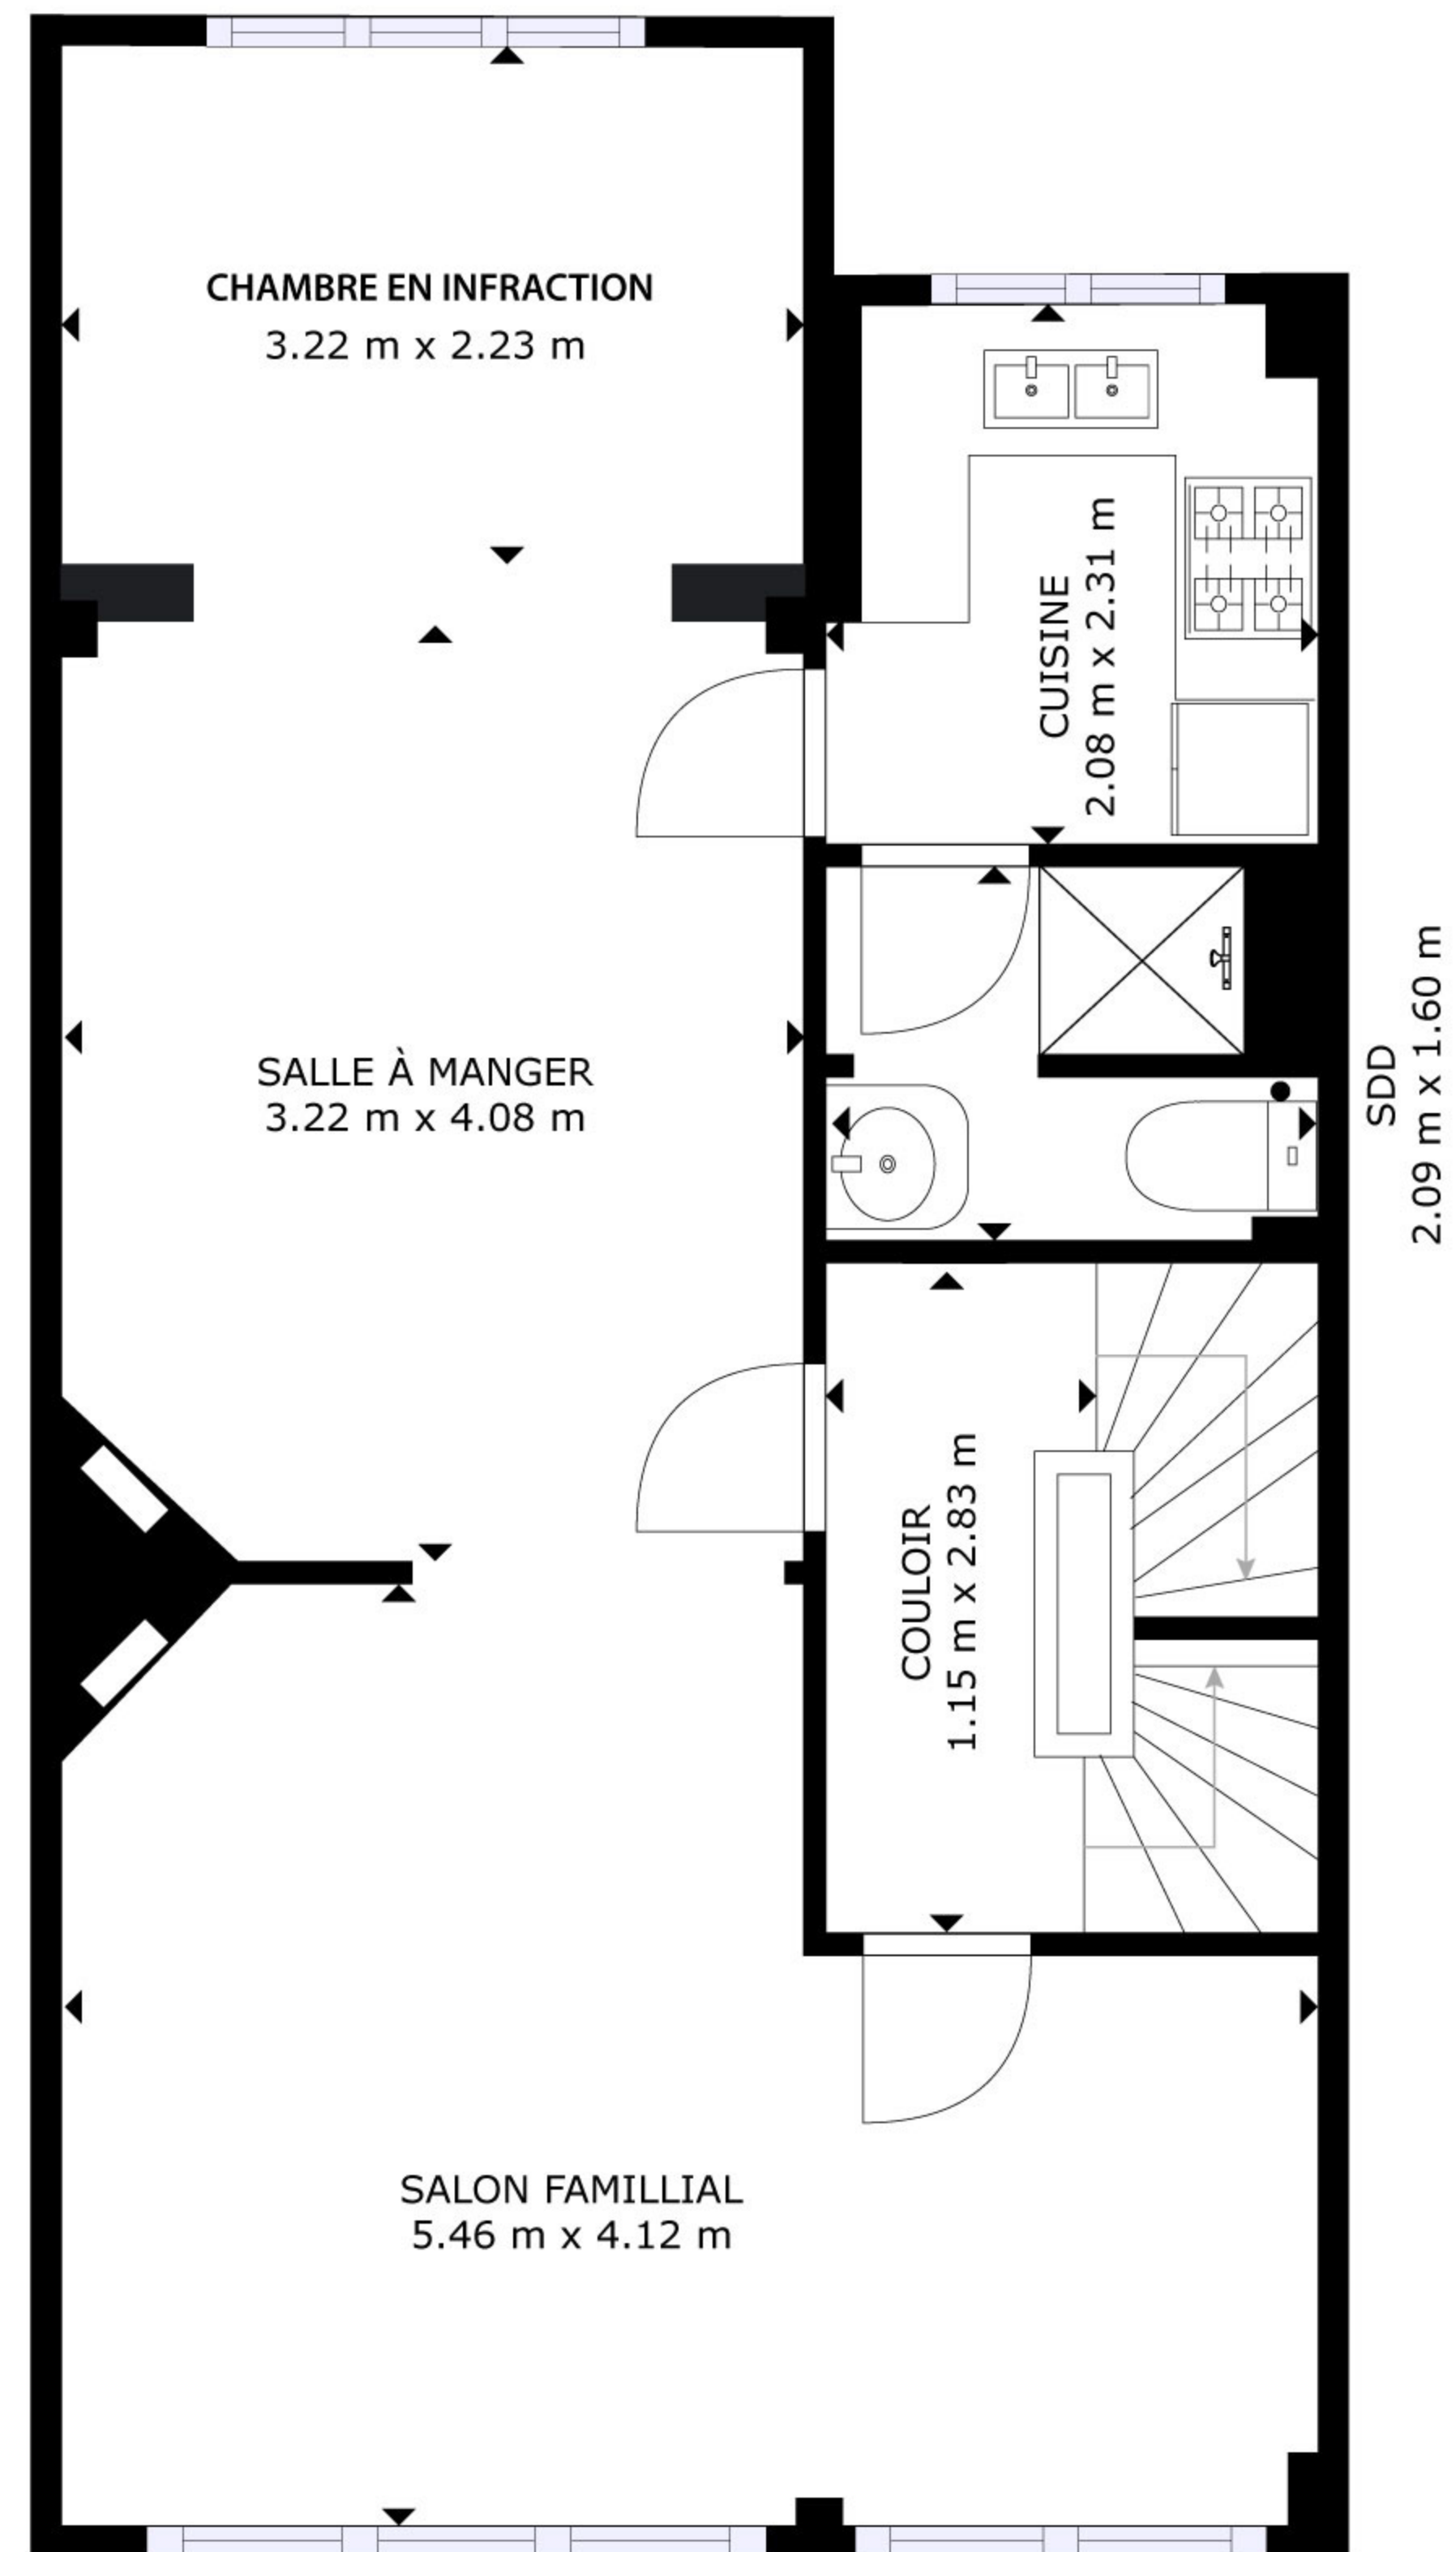 CHAMBRE EN INFRACTION
3.22 m x 2.23 m
CUISINE
2.08 m x 2.31 m
SALLE À MANGER
3.22 m x 4.08 m
SDD
2.09 m x 1.60 m
COULOIR
1.15 m x 2.83 m
SALON FAMILLIAL
5.46 m x 4.12 m